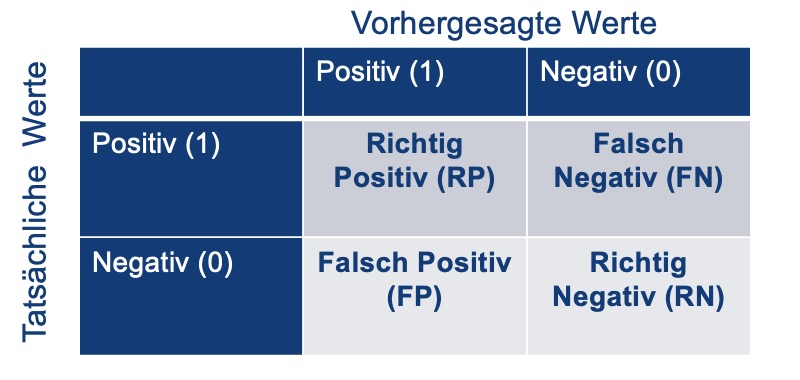 Vorhergesagte Werte
Tatsächliche Werte
Positiv (1)
Negativ (0)
Positiv (1)
Richtig
Positiv (RP)
Falsch
Negativ (FN)
Negativ (0)
Falsch Positiv
(FP)
Richtig
Negativ (RN)